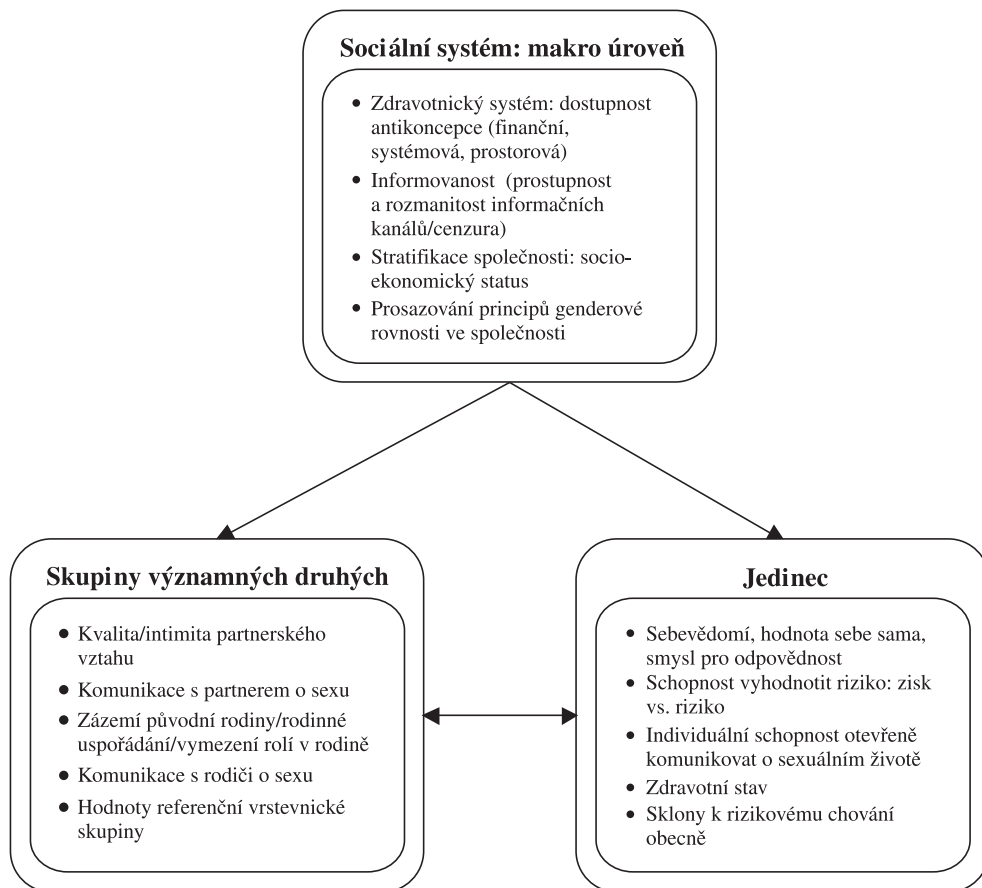 Sociální systém: makro úroveň
• Zdravotnický systém: dostupnost
antikoncepce (finanční,
systémová, prostorová)
• Informovanost (prostupnost
a rozmanitost informačních
kanálů/cenzura)
• Stratifikace společnosti: socio-
ekonomický status
• Prosazování principů genderové
rovnosti ve společnosti
Skupiny významných druhých
• Kvalita/intimita partnerského
vztahu
• Komunikace s partnerem o sexu
• Zázemí původní rodiny/rodinné
uspořádání/vymezení rolí v rodině
• Komunikace s rodiči o sexu
• Hodnoty referenční vrstevnické
skupiny
Jedinec
• Sebevědomí, hodnota sebe sama,
smysl pro odpovědnost
• Schopnost vyhodnotit riziko: zisk
vs. riziko
• Individuální schopnost otevřeně
komunikovat o sexuálním životě
• Zdravotní stav
• Sklony k rizikovému chování
obecně